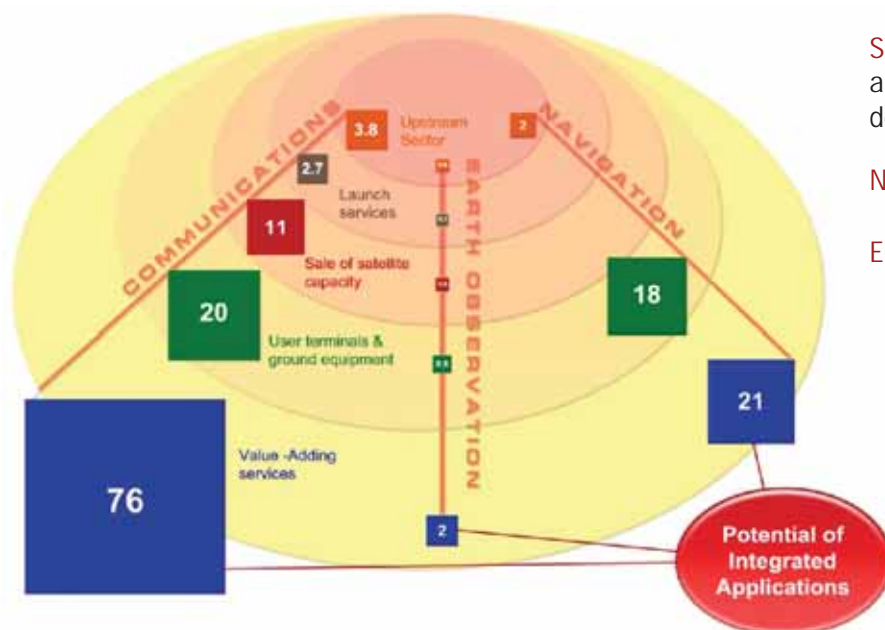 COMMUNICATIONS
NAVIGATION
EARTH OBSERVATION
3.8
Upstream
Sector
2
2.7
Launch
services
11
Sale of satellite
capacity
20
User terminals &
ground equipment
18
76
Value -Adding
services
2
21
Potential of
Integrated
Applications
S
a
d
N
E